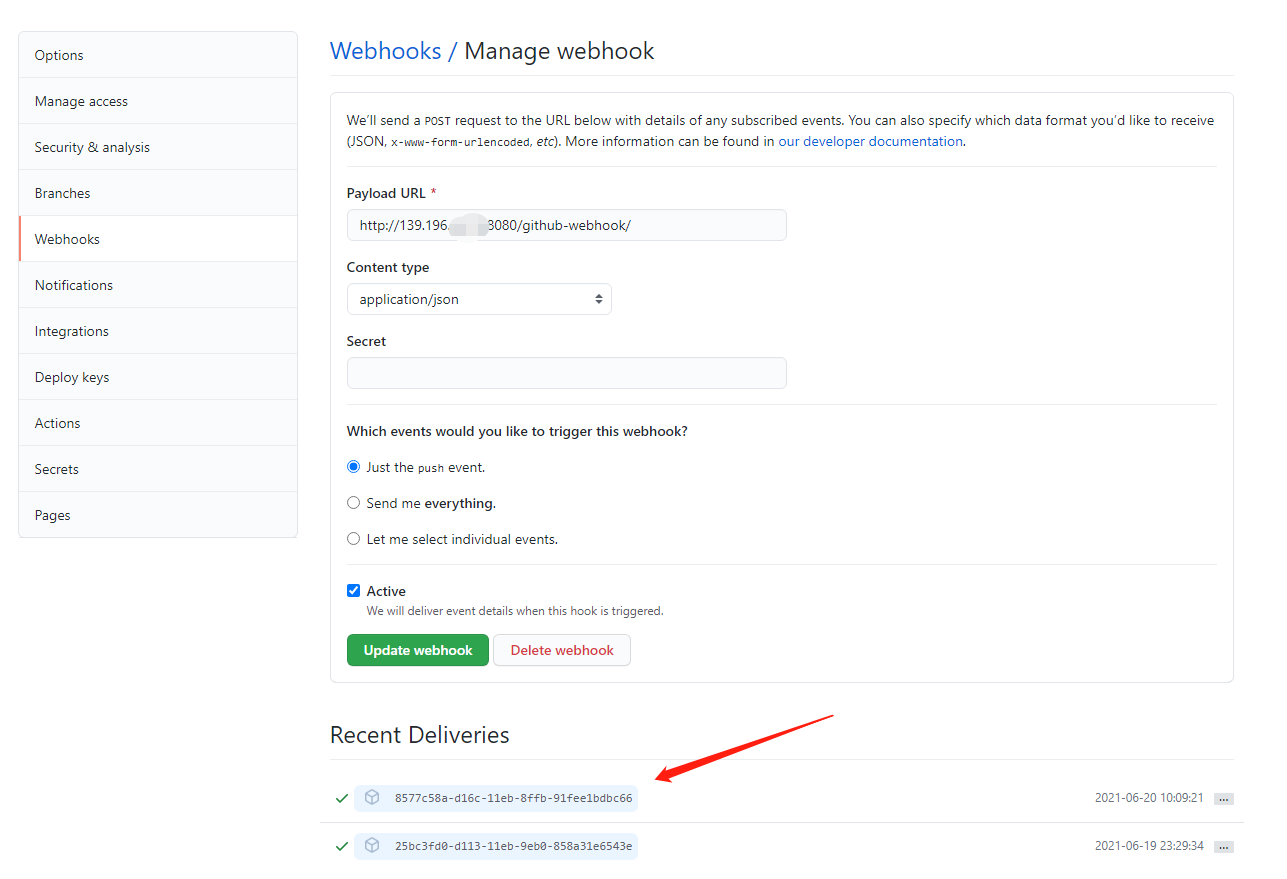 Options
Manage access
Security & analysis
Branches
Webhooks
Notifications
Integrations
Deploy keys
Actions
Secrets
Pages
Webhooks / Manage webhook
We’ll send a POST request to the URL below with details of any subscribed events. You can also specify which data format you’d like to receive
(JSON, x-www-form-urlencoded, etc). More information can be found in our developer documentation.
Payload URL *
http://139.196. 8080/github-webhook/
Content type
application/json
Secret
Which events would you like to trigger this webhook?
Just the push event.
Send me everything.
Let me select individual events.
Active
We will deliver event details when this hook is triggered.
Update webhook
Delete webhook
Recent Deliveries
8577c58a-d16c-11eb-8ffb-91fee1bdbc66
2021-06-20 10:09:21
...
25bc3fd0-d113-11eb-9eb0-858a31e6543e
2021-06-19 23:29:34
...